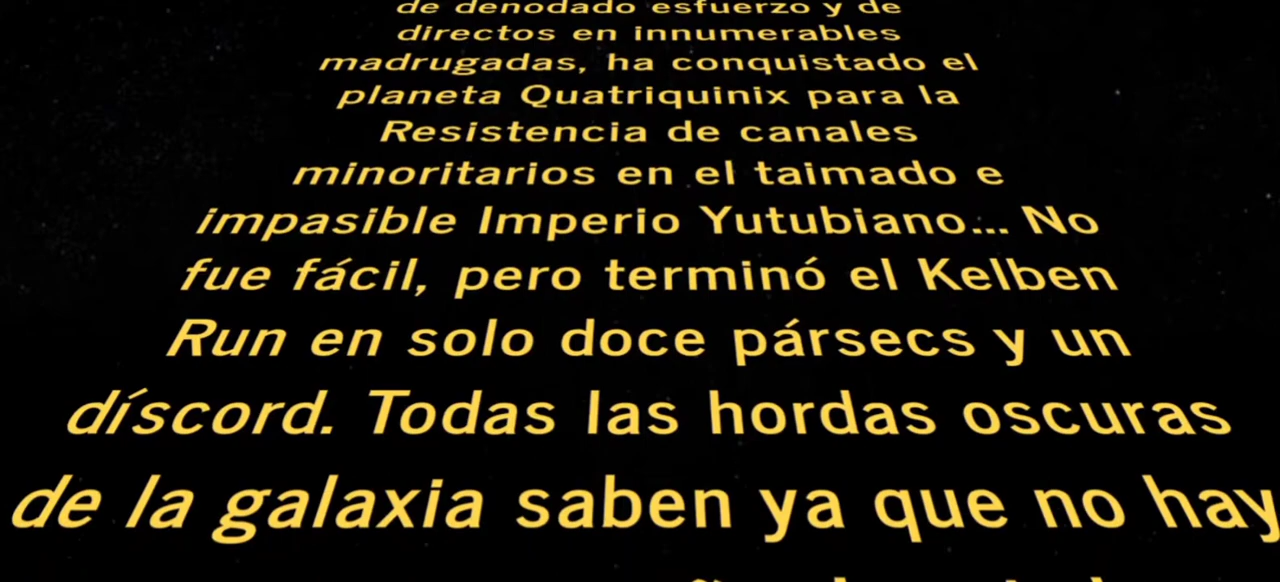 de denodado esfuerzo y de
directos en innumerables
madrugadas, ha conquistado el
planeta Quatriquinix para la
Resistencia de canales
minoritarios en el taimado e
impasible Imperio Yutubiano... No
fue fácil, pero terminó el Kelben
Run en solo doce pársecs y un
díscord. Todas las hordas oscuras
de la galaxia saben ya que no hay